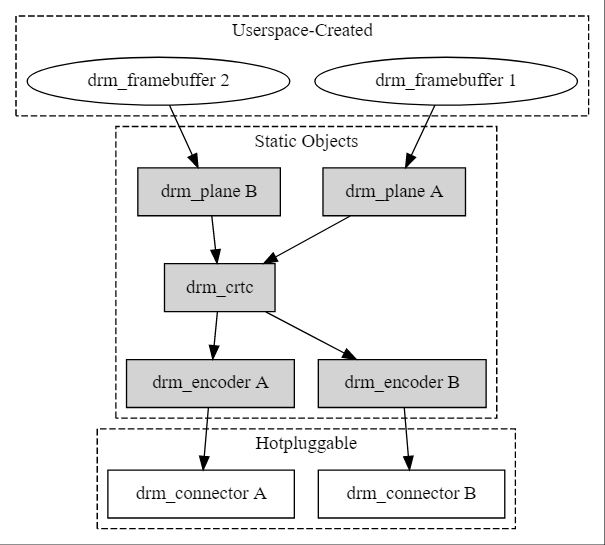 Userspace-Created
drm_framebuffer 2
drm_framebuffer 1
Static Objects
drm_plane B
drm_plane A
drm_crtc
drm_encoder A
drm_encoder B
Hotpluggable
drm_connector A
drm_connector B